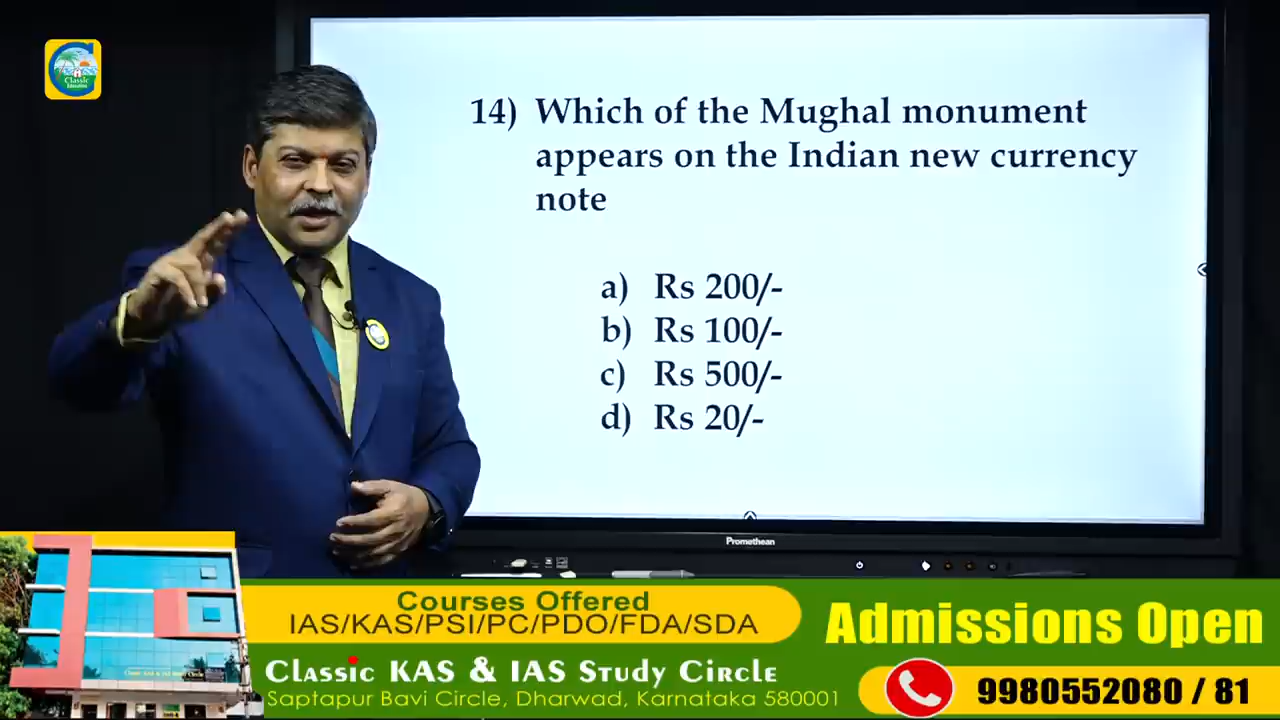 Classic
Education
14) Which of the Mughal monument
appears on the Indian new currency
note
a) Rs 200/-
b) Rs 100/-
c) Rs 500/-
d) Rs 20/-
Promethean
Courses Offered
IAS/KAS/PSI/PC/PDO/FDA/SDA
Classic KAS & IAS Study Circle
Saptapur Bavi Circle, Dharwad, Karnataka 580001
Admissions Open
9980552080 / 81